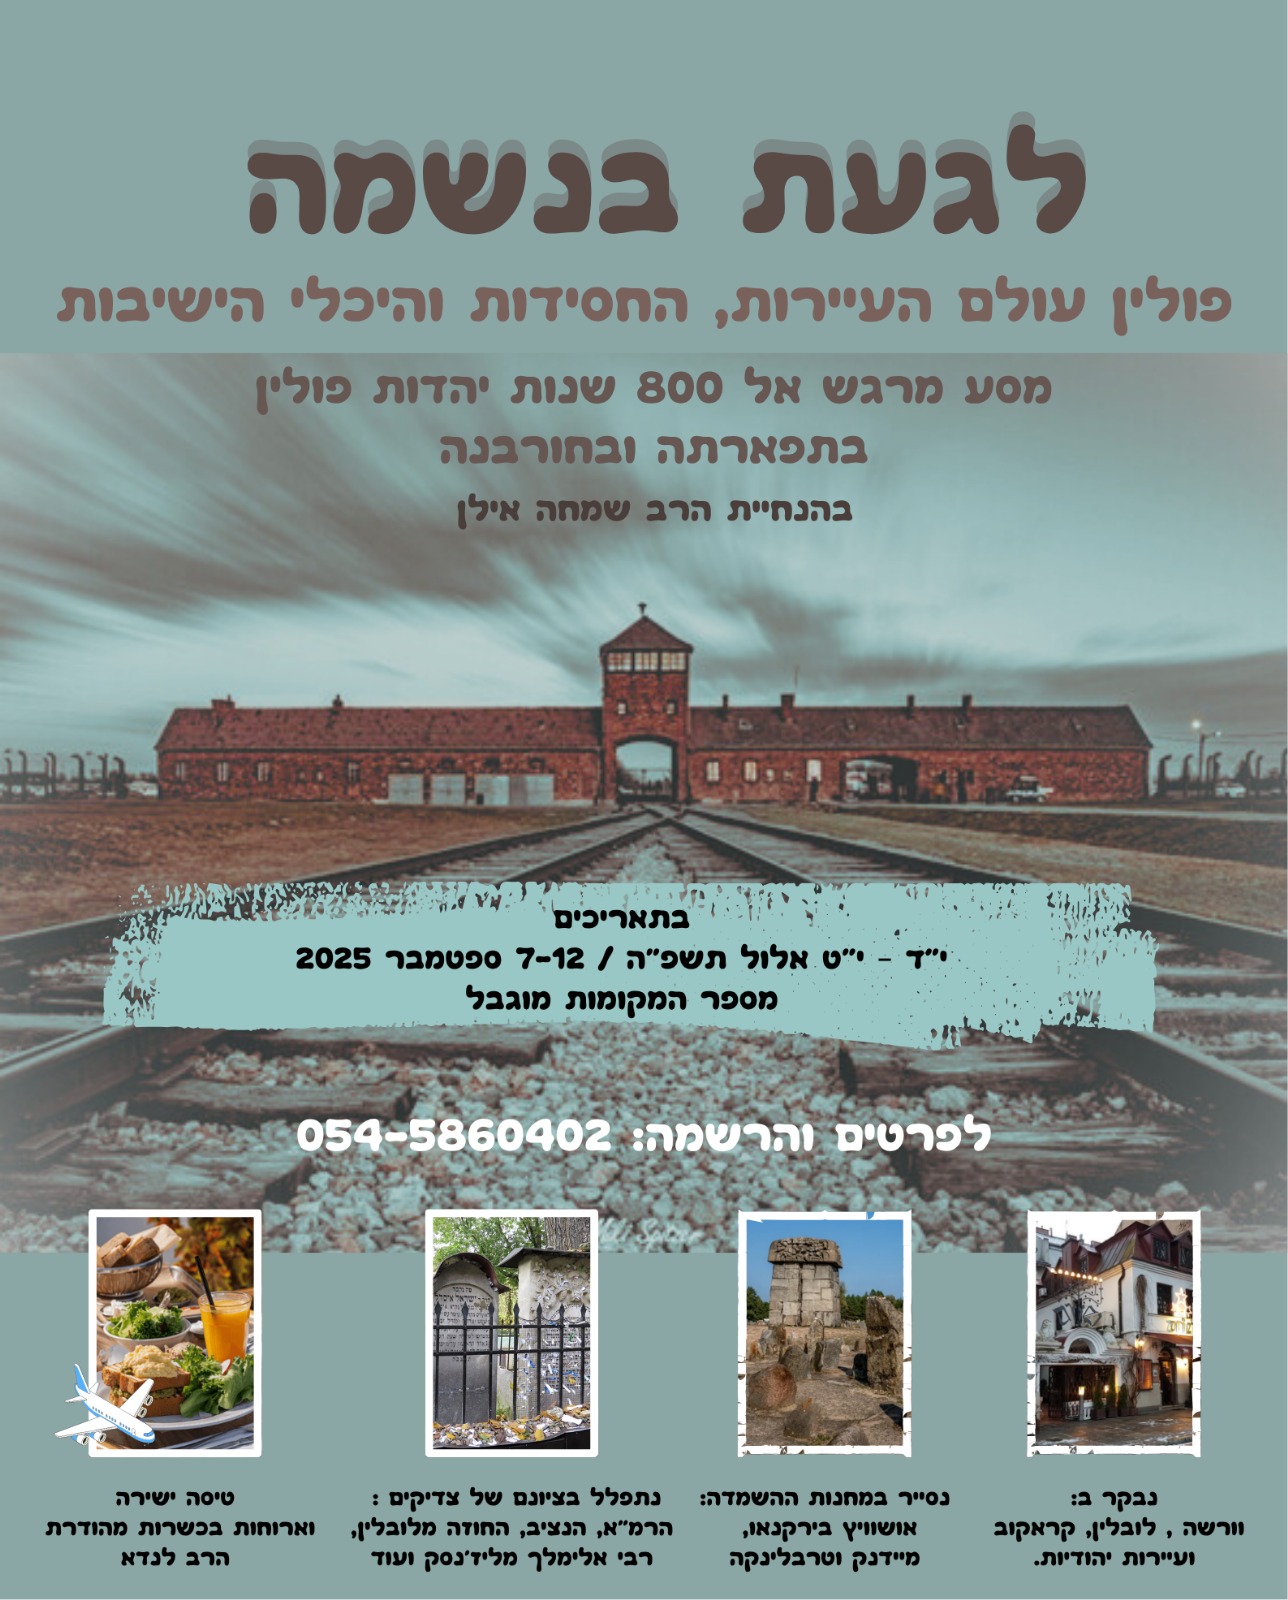 לגעת בנשמה
פולין עולם העיירות, החסידות והיכלי הישיבות
מסע מרגש אל 800 שנות יהדות פולין
בתפארתה ובחורבנה
בהנחיית הרב שמחה אילן
בתאריכים
י״ד - י״ט אלול תשפ״ה / 7-12 ספטמבר 2025
מספר המקומות מוגבל
לפרטים והרשמה: 054-5860402
נבקר ב:
וורשה , לובלין, קראקוב
ועיירות יהודיות.
נסייר במחנות ההשמדה:
אושוויץ בירקנאו,
מיידנק וטרבלינקה
נתפלל בציונם של צדיקים :
הרמ״א, הנציב, החוזה מלובלין,
רבי אלימלך מליז'נסק ועוד
טיסה ישירה
וארוחות בכשרות מהודרת
הרב לנדא